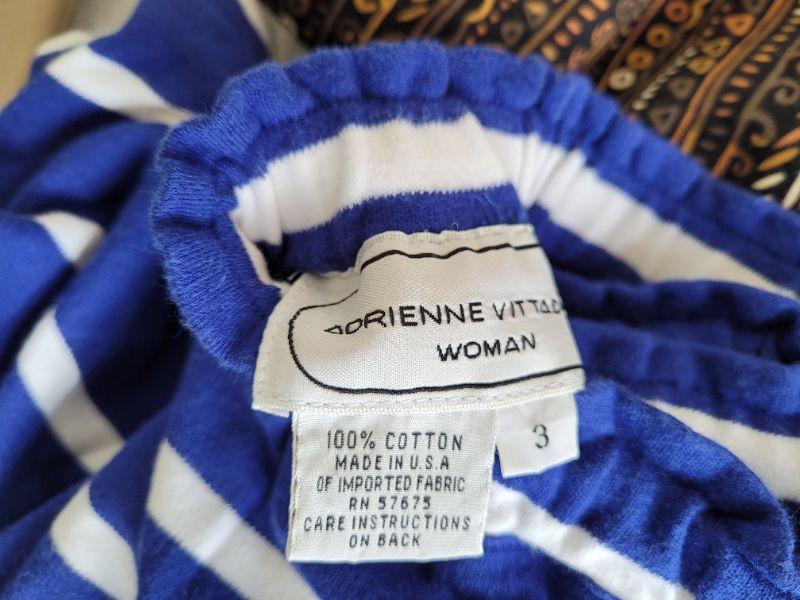 ADRIENNE VITTAD
WOMAN
3
100% COTTON
MADE IN U.S.A
OF IMPORTED FABRIC
RN 57675
CARE INSTRUCTIONS
ON BACK